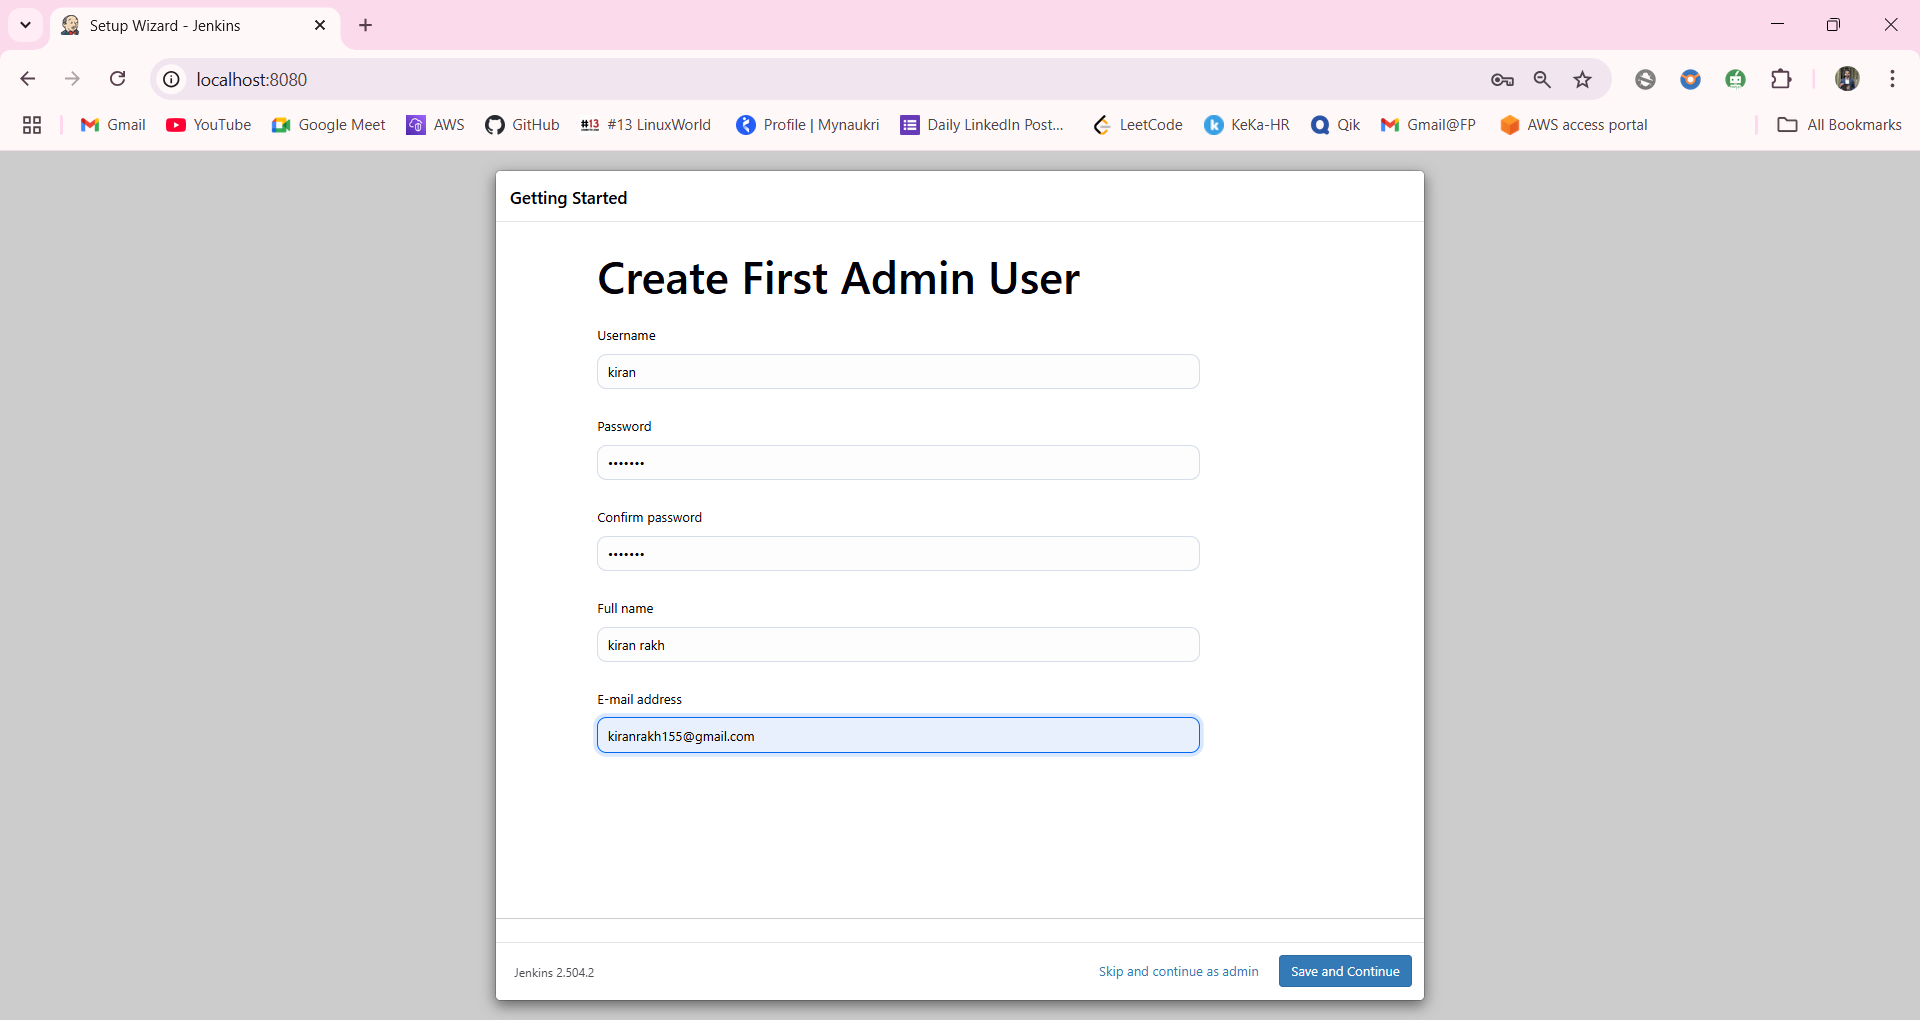 Setup Wizard - Jenkins
localhost:8080
Gmail YouTube Google Meet AWS GitHub #13 #13 LinuxWorld Profile | Mynaukri Daily LinkedIn Post... LeetCode k KeKa-HR Qik Gmail@FP AWS access portal All Bookmarks
Getting Started
Create First Admin User
Username
kiran
Password
•••••••
Confirm password
•••••••
Full name
kiran rakh
E-mail address
kiranrakh155@gmail.com
Jenkins 2.504.2 Skip and continue as admin Save and Continue